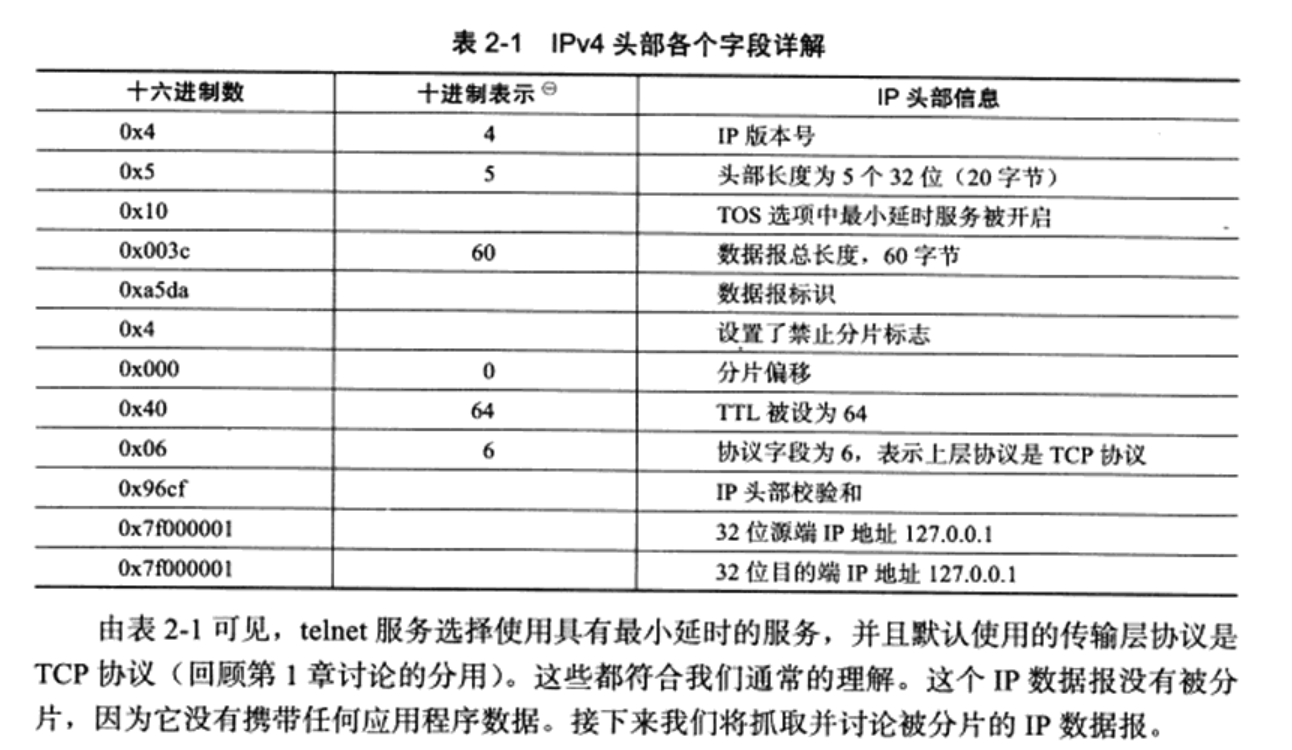 表 2-1 IPv4 头部各个字段详解
十六进制数 十进制表示⊖ IP 头部信息
0x4 4 IP 版本号
0x5 5 头部长度为 5 个 32 位（20 字节）
0x10 TOS 选项中最小延时服务被开启
0x003c 60 数据报总长度，60 字节
0xa5da 数据报标识
0x4 设置了禁止分片标志
0x000 0 分片偏移
0x40 64 TTL 被设为 64
0x06 6 协议字段为 6，表示上层协议是 TCP 协议
0x96cf IP 头部校验和
0x7f000001 32 位源端 IP 地址 127.0.0.1
0x7f000001 32 位目的端 IP 地址 127.0.0.1
由表 2-1 可见，telnet 服务选择使用具有最小延时的服务，并且默认使用的传输层协议是
TCP 协议（回顾第 1 章讨论的分用）。这些都符合我们通常的理解。这个 IP 数据报没有被分
片，因为它没有携带任何应用程序数据。接下来我们将抓取并讨论被分片的 IP 数据报。